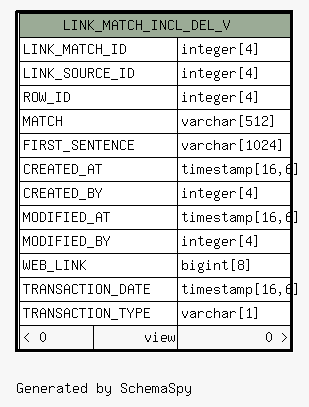 LINK_MATCH_INCL_DEL_V
LINK_MATCH_ID integer[4]
LINK_SOURCE_ID integer[4]
ROW_ID integer[4]
MATCH varchar[512]
FIRST_SENTENCE varchar[1024]
CREATED_AT timestamp[16,6]
CREATED_BY integer[4]
MODIFIED_AT timestamp[16,6]
MODIFIED_BY integer[4]
WEB_LINK bigint[8]
TRANSACTION_DATE timestamp[16,6]
TRANSACTION_TYPE varchar[1]
< 0 view 0 >
Generated by SchemaSpy